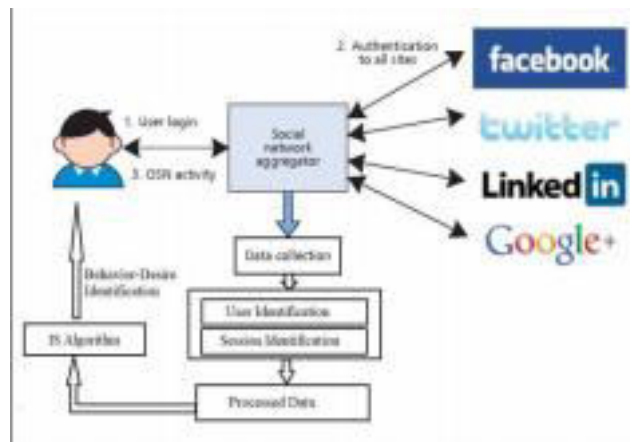 2. Authentication
to all sites
facebook
twitter
Linked in
Google+
1. User login
3. OSN activity
Social
network
aggregator
Data collection
Behavior-Desire
Identification
User Identification
Session Identification
IS Algorithm
Processed Data